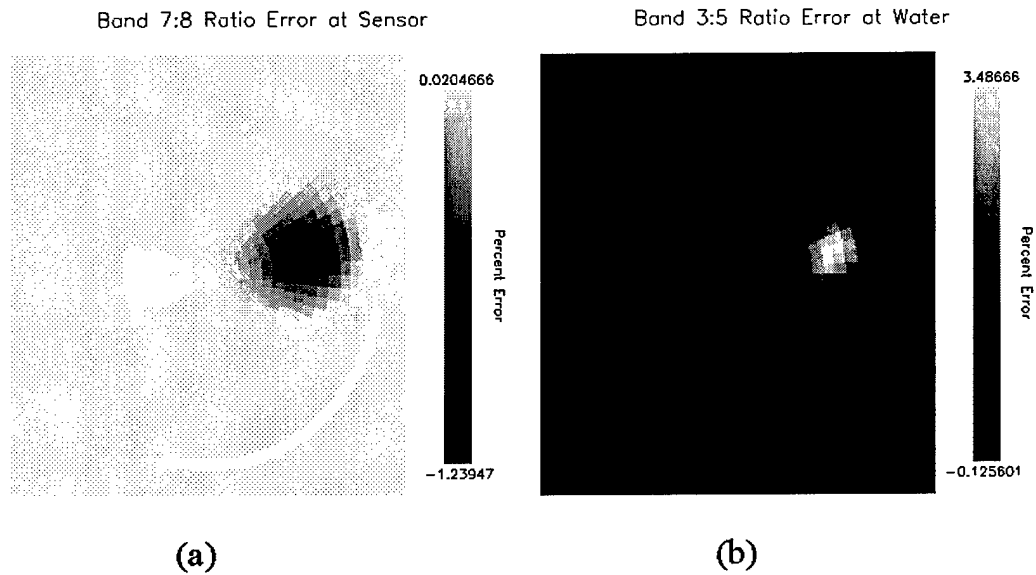 Band 7:8 Ratio Error at Sensor
0.0204666
Percent Error
-1.23947
(a)
Band 3:5 Ratio Error at Water
3.48666
Percent Error
-0.125601
(b)